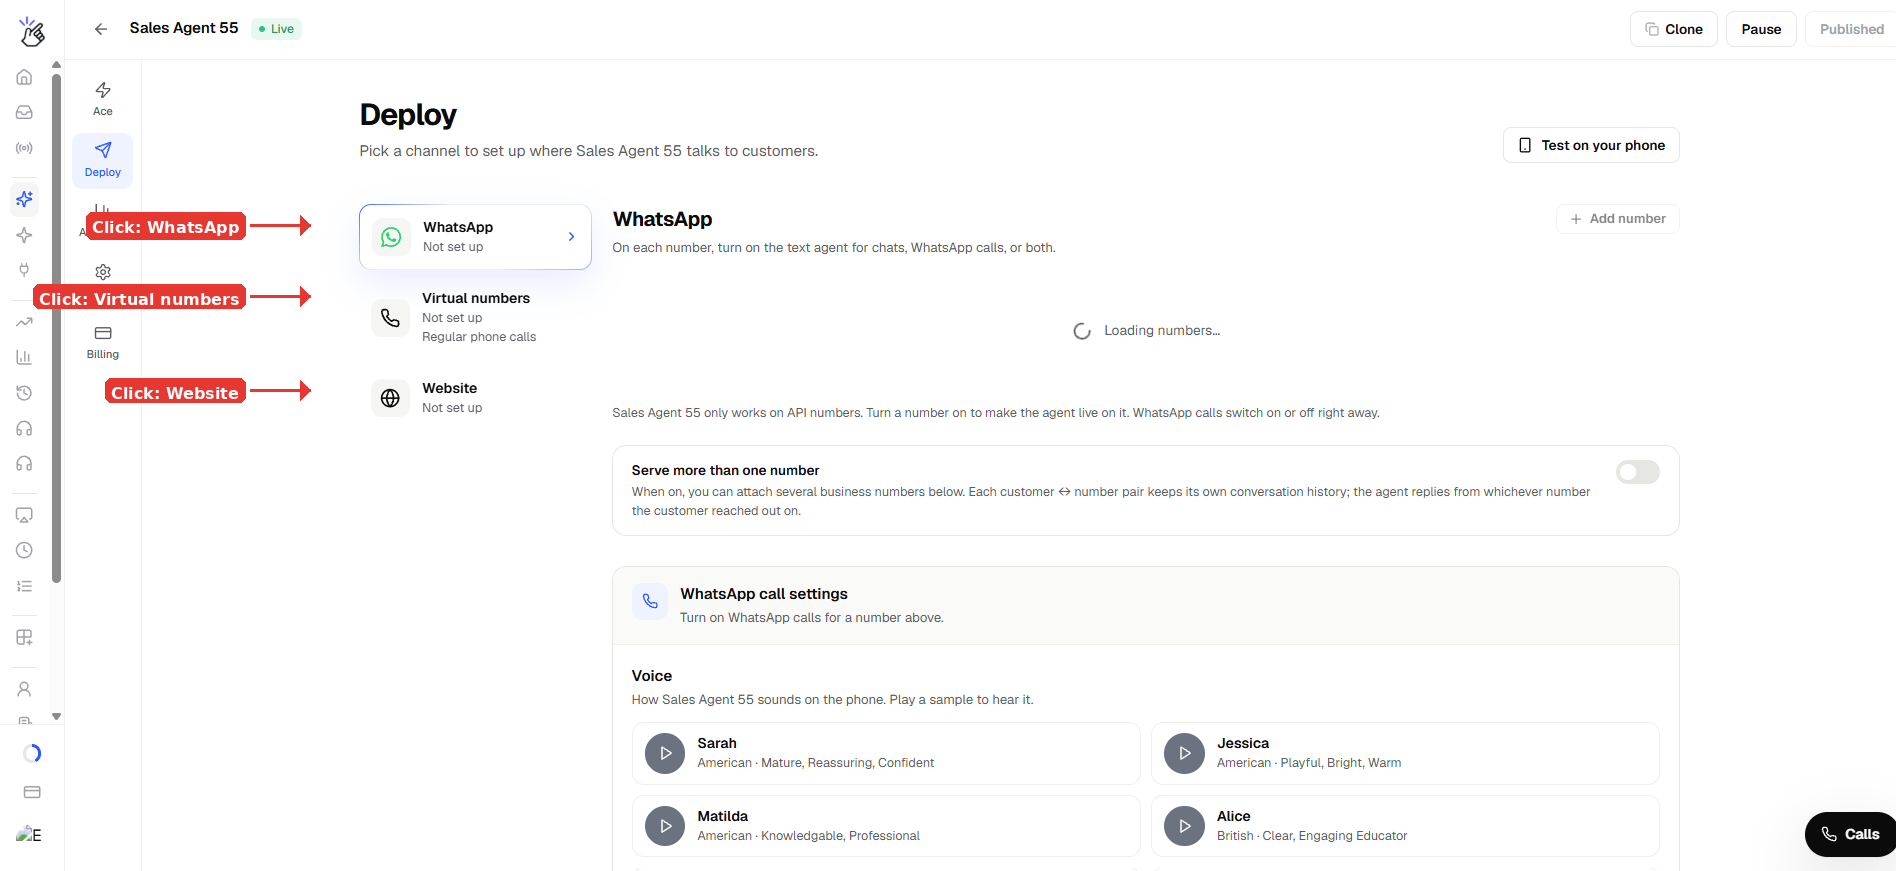 Sales Agent 55
Live
Clone
Pause
Published
Ace
Deploy
Billing
Deploy
Pick a channel to set up where Sales Agent 55 talks to customers.
Test on your phone
Click: WhatsApp
WhatsApp
Not set up
Click: Virtual numbers
Virtual numbers
Not set up
Regular phone calls
Click: Website
Website
Not set up
WhatsApp
Add number
On each number, turn on the text agent for chats, WhatsApp calls, or both.
Loading numbers...
Sales Agent 55 only works on API numbers. Turn a number on to make the agent live on it. WhatsApp calls switch on or off right away.
Serve more than one number
When on, you can attach several business numbers below. Each customer ↔ number pair keeps its own conversation history; the agent replies from whichever number
the customer reached out on.
WhatsApp call settings
Turn on WhatsApp calls for a number above.
Voice
How Sales Agent 55 sounds on the phone. Play a sample to hear it.
Sarah
American · Mature, Reassuring, Confident
Jessica
American · Playful, Bright, Warm
Matilda
American · Knowledgable, Professional
Alice
British · Clear, Engaging Educator
Calls
E